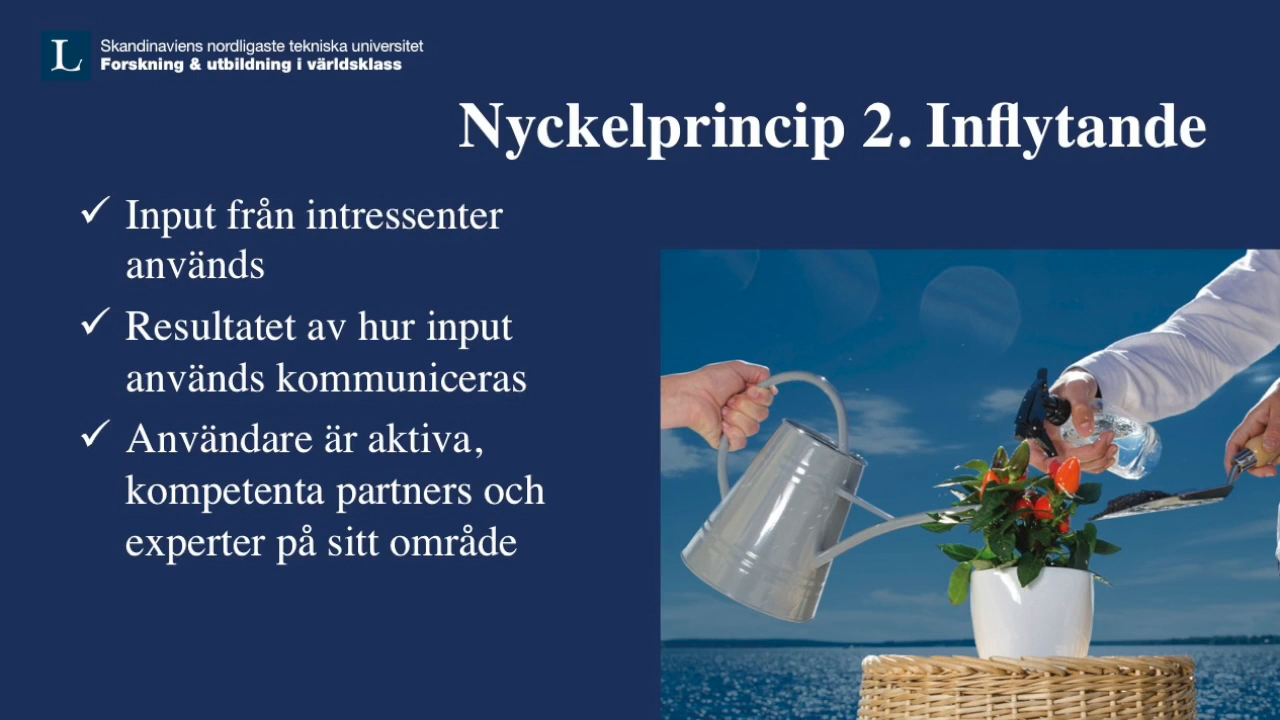 L
Skandinaviens nordligaste tekniska universitet
Forskning & utbildning i världsklass
Nyckelprincip 2. Inflytande
Input från intressenter
används
Resultatet av hur input
används kommuniceras
Användare är aktiva,
kompetenta partners och
experter på sitt område